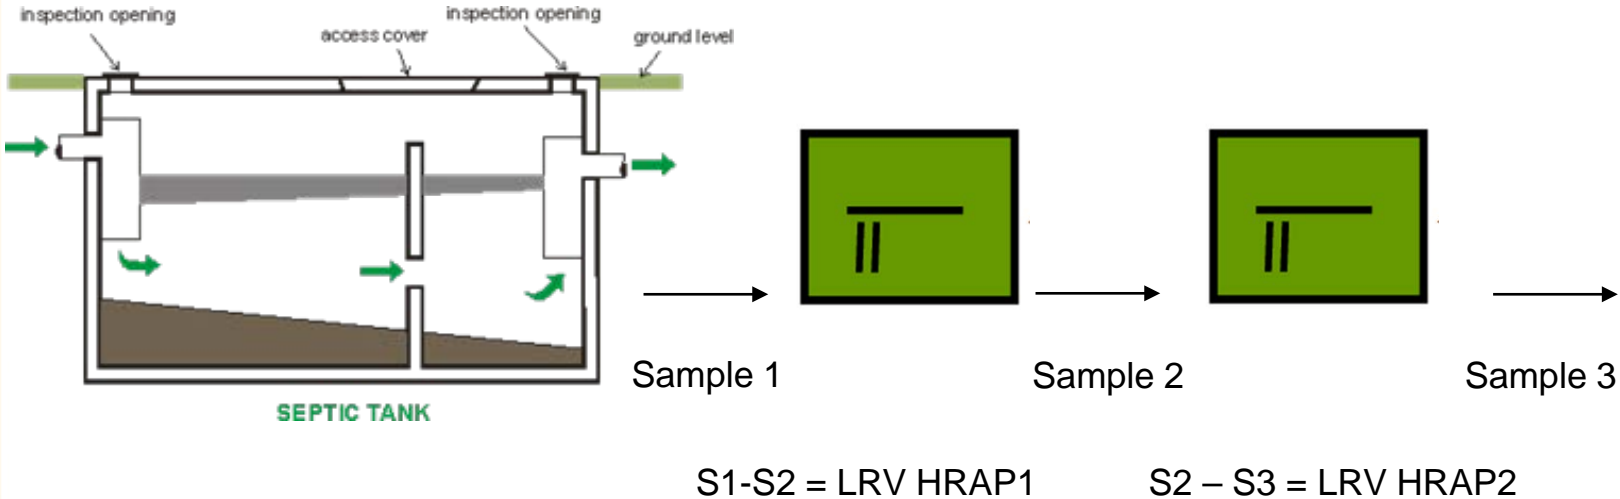 inspection opening
inspection opening
access cover
ground level
Sample 1
Sample 2
Sample 3
SEPTIC TANK
S1-S2 = LRV HRAP1
S2 – S3 = LRV HRAP2